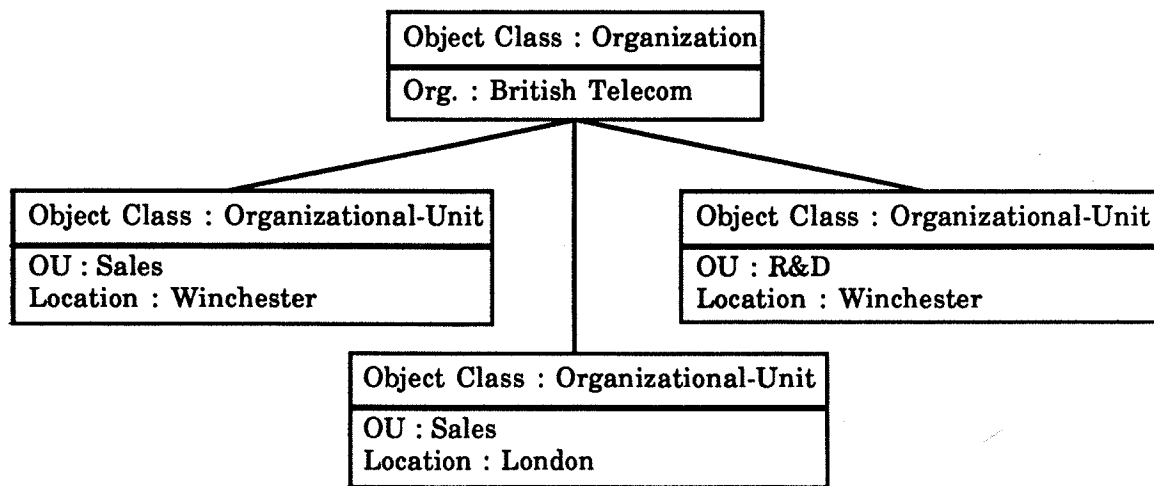 Object Class : Organization
Org. : British Telecom
Object Class : Organizational-Unit
OU : Sales
Location : Winchester
Object Class : Organizational-Unit
OU : R&D
Location : Winchester
Object Class : Organizational-Unit
OU : Sales
Location : London